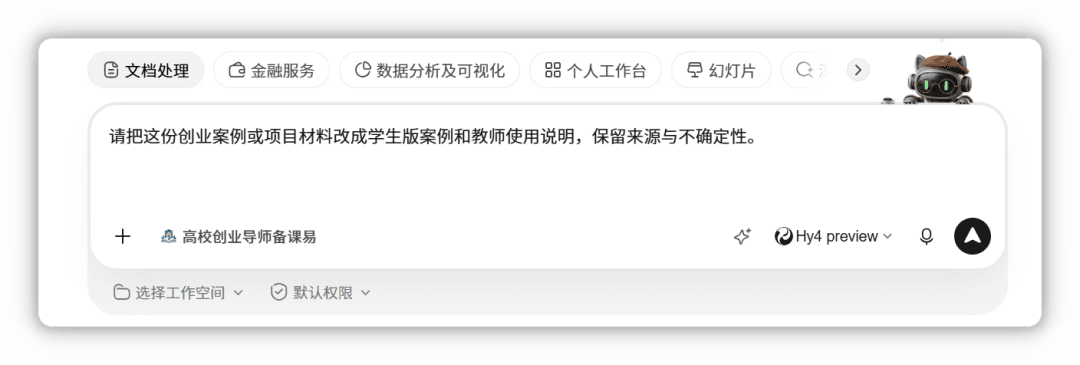 文档处理
金融服务
数据分析及可视化
个人工作台
幻灯片
请把这份创业案例或项目材料改成学生版案例和教师使用说明，保留来源与不确定性。
高校创业导师备课易
Hy4 preview
选择工作空间
默认权限